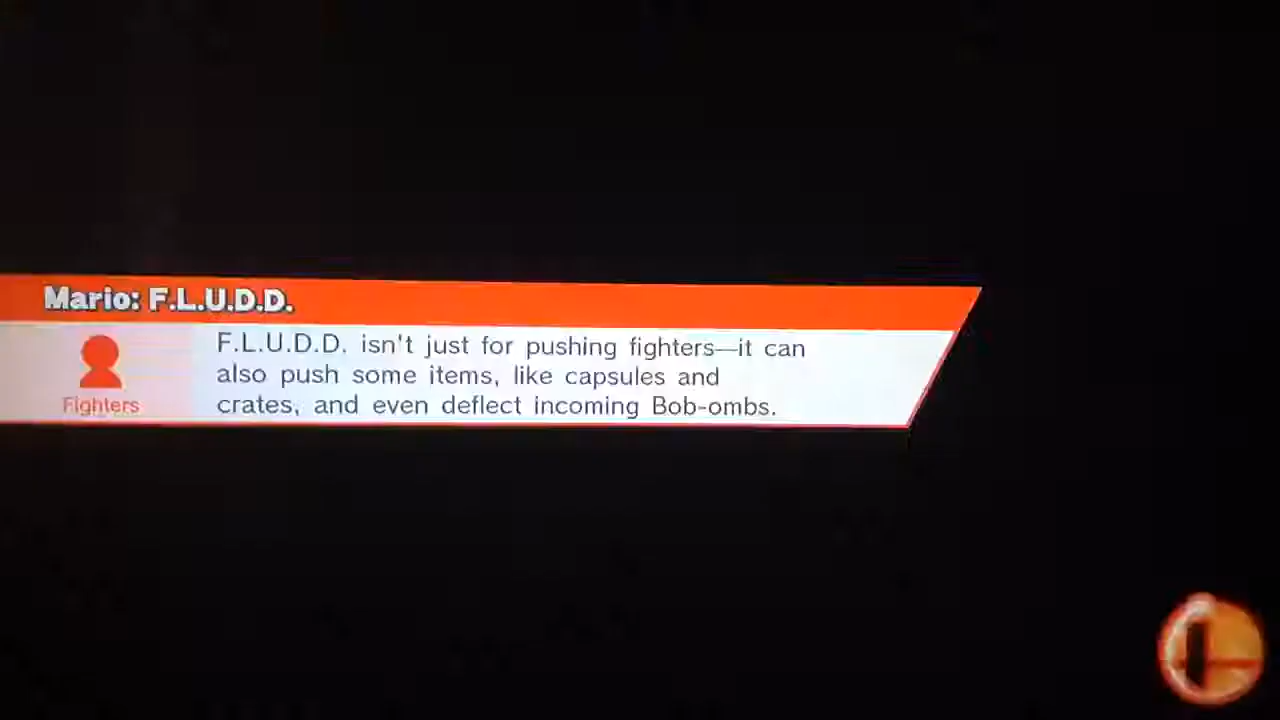 Mario: F.L.U.D.D.
Fighters
F.L.U.D.D. isn't just for pushing fighters—it can
also push some items, like capsules and
crates, and even deflect incoming Bob-ombs.